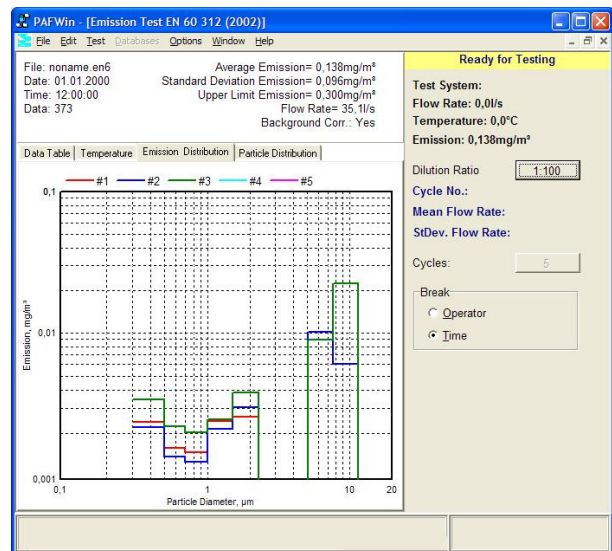 PAFWin - [Emission Test EN 60 312 (2002)]
File Edit Test Databases Options Window Help
File: noname.en6
Date: 01.01.2000
Time: 12:00:00
Data: 373
Average Emission= 0,138mg/m³
Standard Deviation Emission= 0,096mg/m³
Upper Limit Emission= 0,300mg/m³
Flow Rate= 35,1l/s
Background Corr.: Yes
Data Table Temperature Emission Distribution Particle Distribution
#1 #2 #3 #4 #5
0,1
0,01
0,001
Emission, mg/m³
0,1 1 10 20
Particle Diameter, µm
Ready for Testing
Test System:
Flow Rate: 0,0l/s
Temperature: 0,0°C
Emission: 0,138mg/m³
Dilution Ratio 1:100
Cycle No.:
Mean Flow Rate:
StDev. Flow Rate:
Cycles: 5
Break
Operator
Time